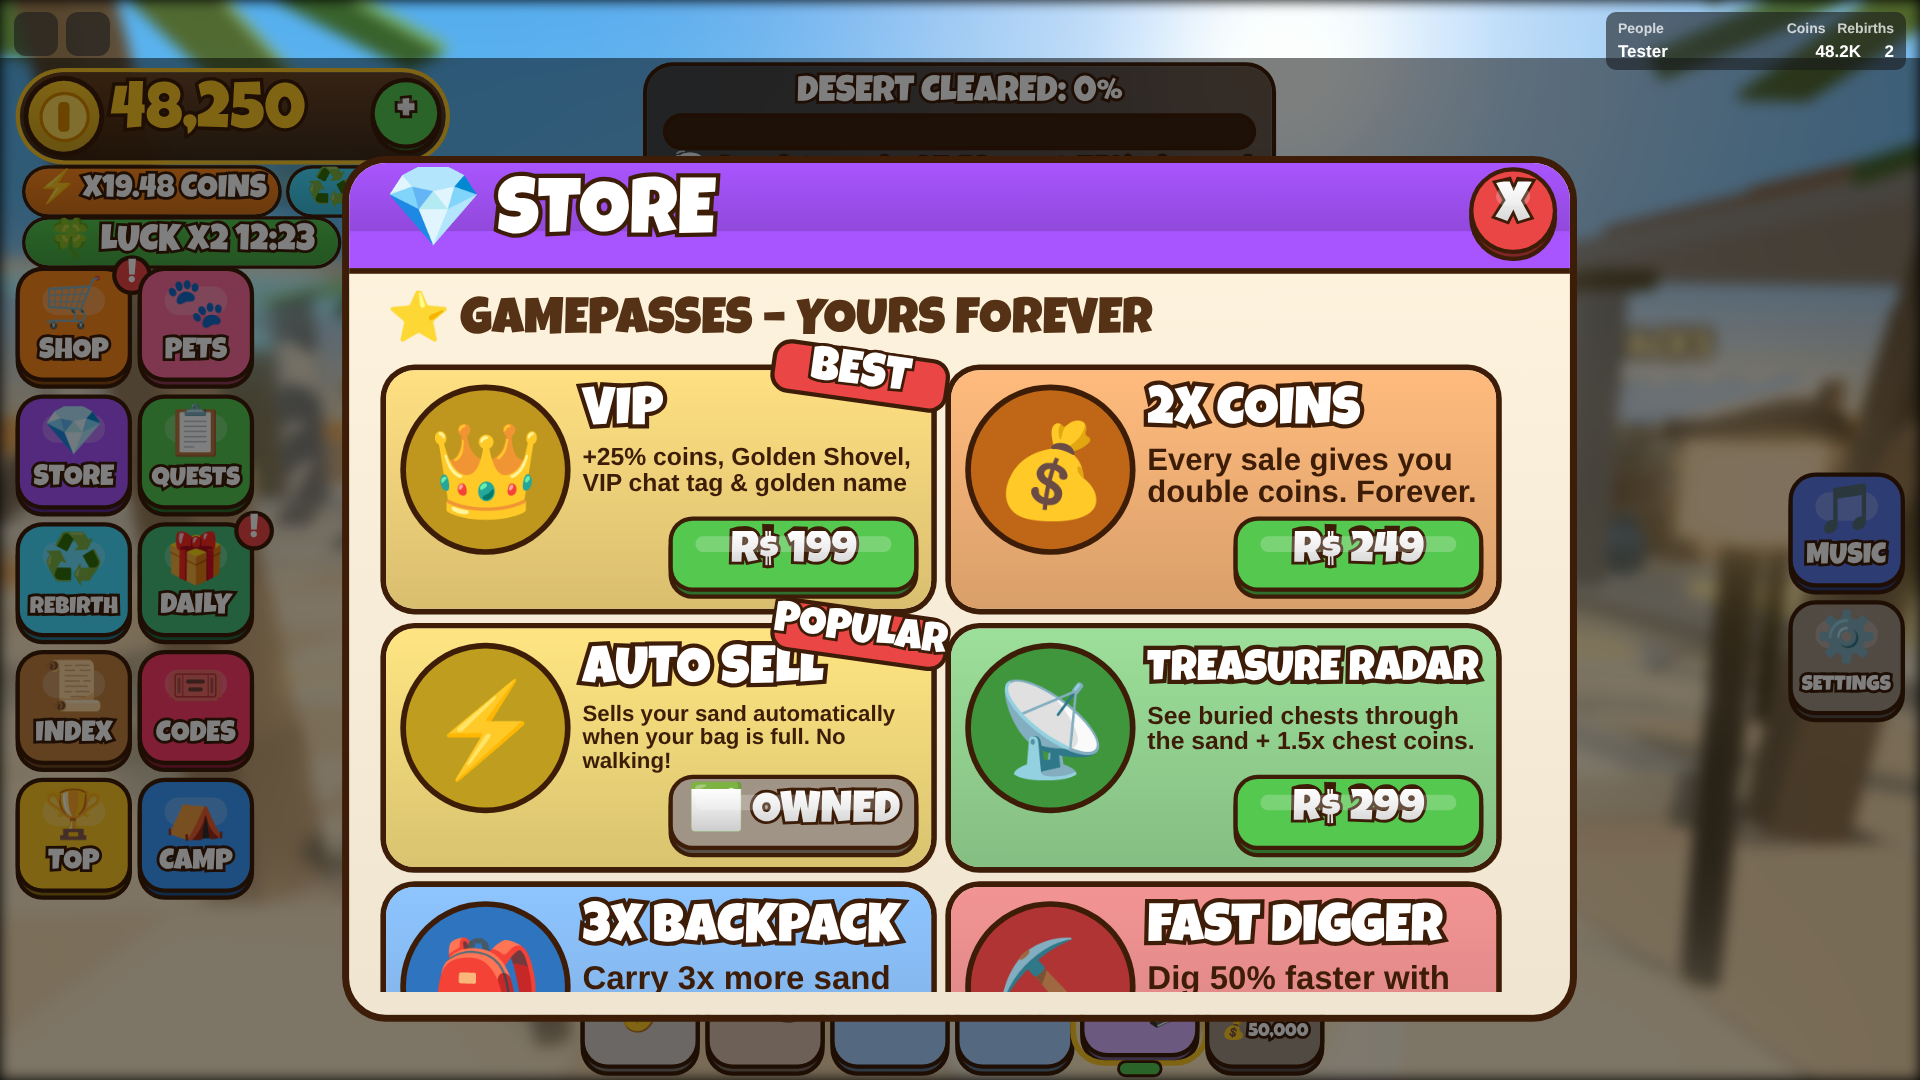 People Coins Rebirths
Tester 48.2K 2
48,250
+
DESERT CLEARED: 0%
X19.48 COINS
LUCK X2 12:23
STORE
X
SHOP
!
PETS
STORE
QUESTS
REBIRTH
DAILY
!
INDEX
CODES
TOP
CAMP
MUSIC
SETTINGS
GAMEPASSES - YOURS FOREVER
BEST
VIP
+25% coins, Golden Shovel,
VIP chat tag & golden name
R$ 199
2X COINS
Every sale gives you
double coins. Forever.
R$ 249
POPULAR
AUTO SELL
Sells your sand automatically
when your bag is full. No
walking!
OWNED
TREASURE RADAR
See buried chests through
the sand + 1.5x chest coins.
R$ 299
3X BACKPACK
Carry 3x more sand
FAST DIGGER
Dig 50% faster with
50,000